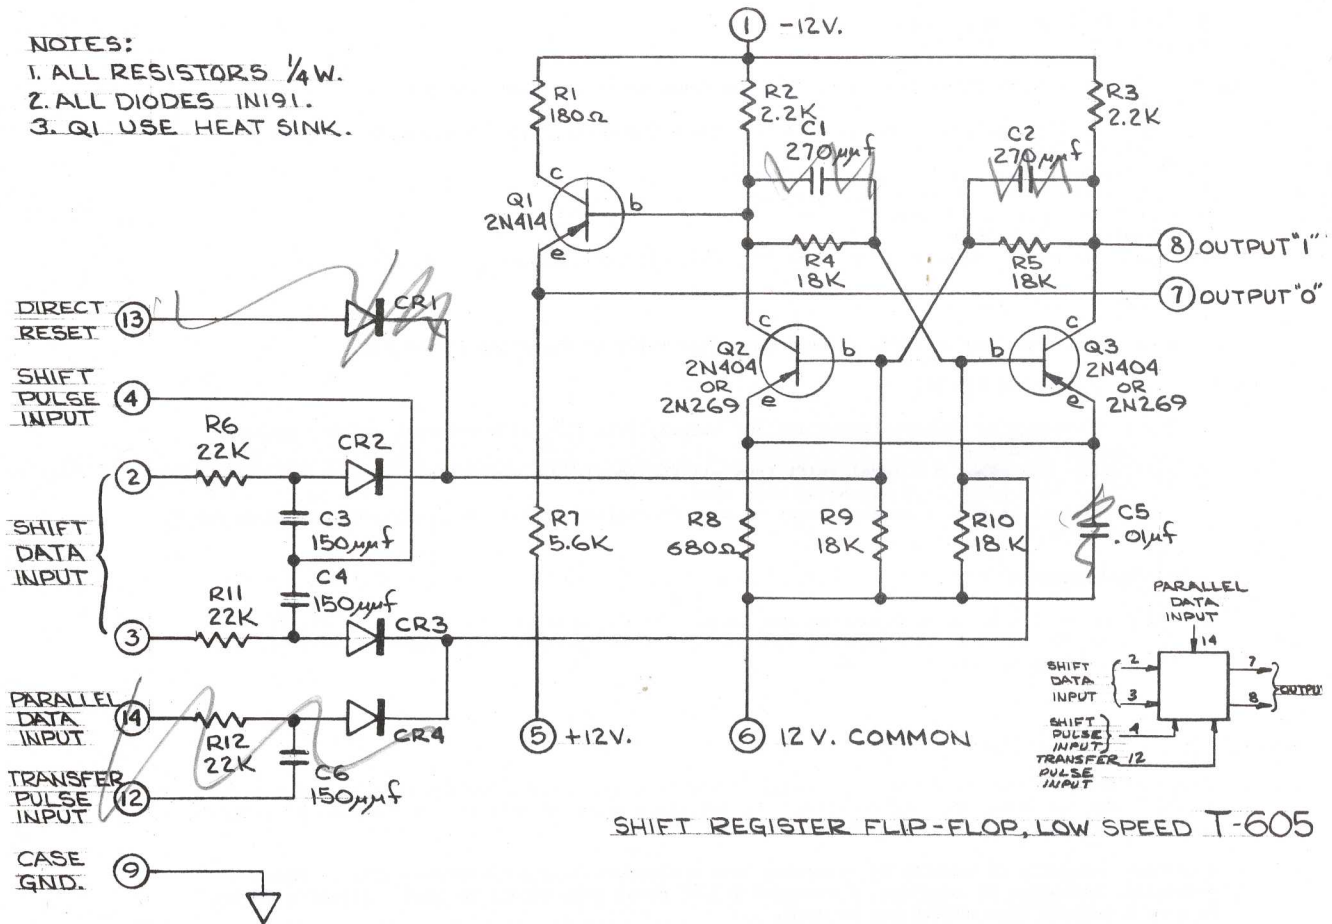 NOTES:
1. ALL RESISTORS 1/4 W.
2. ALL DIODES IN191.
3. Q1 USE HEAT SINK.
1 -12V.
R1
180Ω
R2
2.2K
R3
2.2K
C1
270μμf
C2
270μμf
c
Q1
2N414
b
e
R4
18K
R5
18K
8 OUTPUT "1"
7 OUTPUT "0"
DIRECT
RESET
13
CR1
SHIFT
PULSE
INPUT
4
c
Q2
2N404
OR
2N269
b
e
c
b
Q3
2N404
OR
2N269
e
R6
22K
CR2
2
SHIFT
DATA
INPUT
C3
150μμf
C4
150μμf
R11
22K
3
CR3
R7
5.6K
R8
680Ω
R9
18K
R10
18K
C5
.01μf
PARALLEL
DATA
INPUT
14
R12
22K
CR4
C6
150μμf
TRANSFER
PULSE
INPUT
12
5 +12V.
6 12 V. COMMON
PARALLEL
DATA
INPUT
14
SHIFT
DATA
INPUT
2
3
7
8
OUTPU
SHIFT
PULSE
INPUT
4
TRANSFER
PULSE
INPUT
12
SHIFT REGISTER FLIP-FLOP, LOW SPEED T-605
CASE
GND.
9